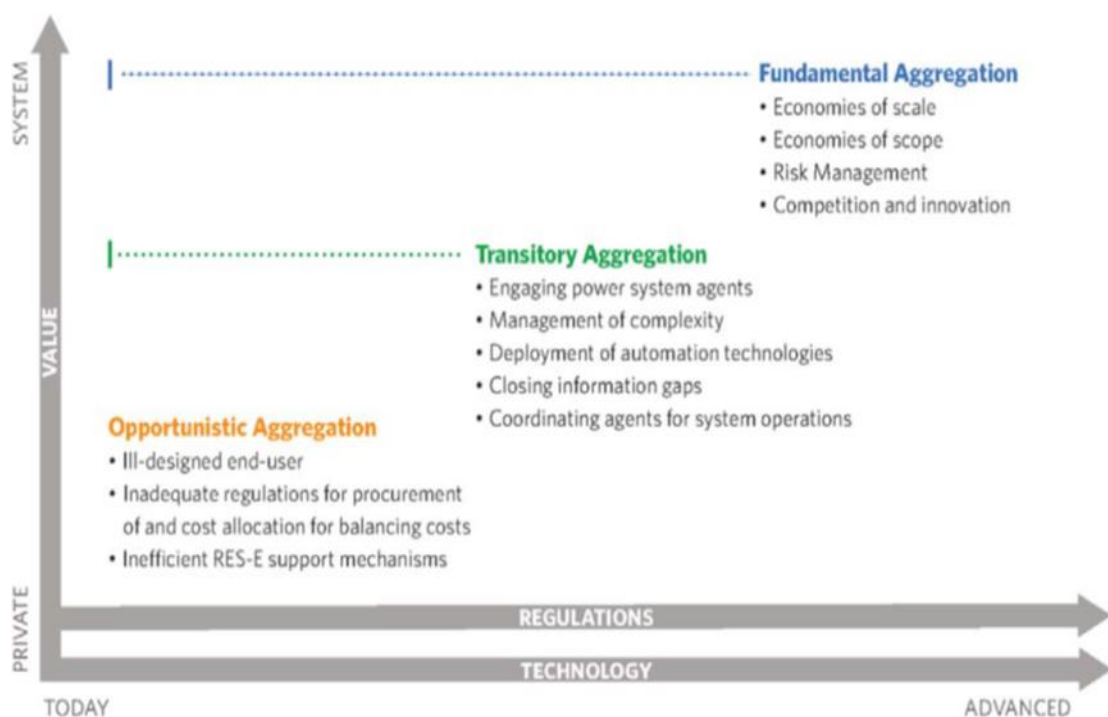 SYSTEM
Fundamental Aggregation
• Economies of scale
• Economies of scope
• Risk Management
• Competition and innovation
Transitory Aggregation
• Engaging power system agents
• Management of complexity
• Deployment of automation technologies
• Closing information gaps
• Coordinating agents for system operations
VALUE
Opportunistic Aggregation
• Ill-designed end-user
• Inadequate regulations for procurement
of and cost allocation for balancing costs
• Inefficient RES-E support mechanisms
PRIVATE
REGULATIONS
TECHNOLOGY
TODAY
ADVANCED